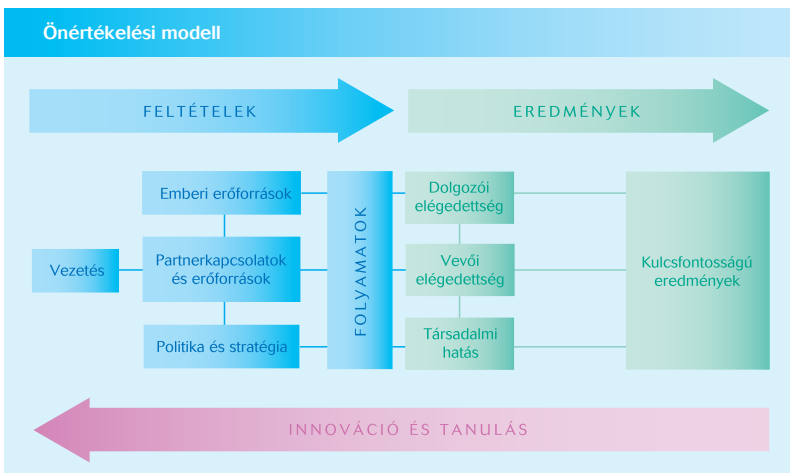 Önértékelési modell
FELTÉTELEK
EREDMÉNYEK
Emberi erőforrások
Vezetés
Partnerkapcsolatok
és erőforrások
Politika és stratégia
FOLYAMATOK
Dolgozói
elégedettség
Vevői
elégedettség
Társadalmi
hatás
Kulcsfontosságú
eredmények
INNOVÁCIÓ ÉS TANULÁS